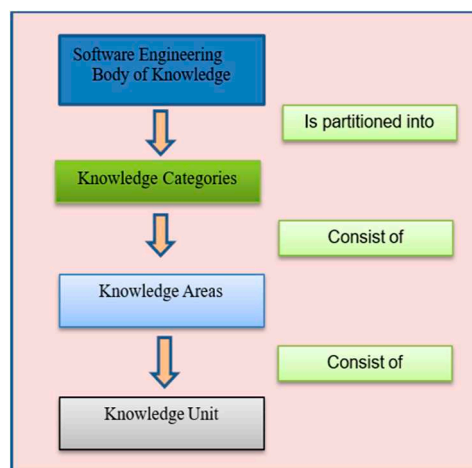 Software Engineering
Body of Knowledge
Is partitioned into
Knowledge Categories
Consist of
Knowledge Areas
Consist of
Knowledge Unit